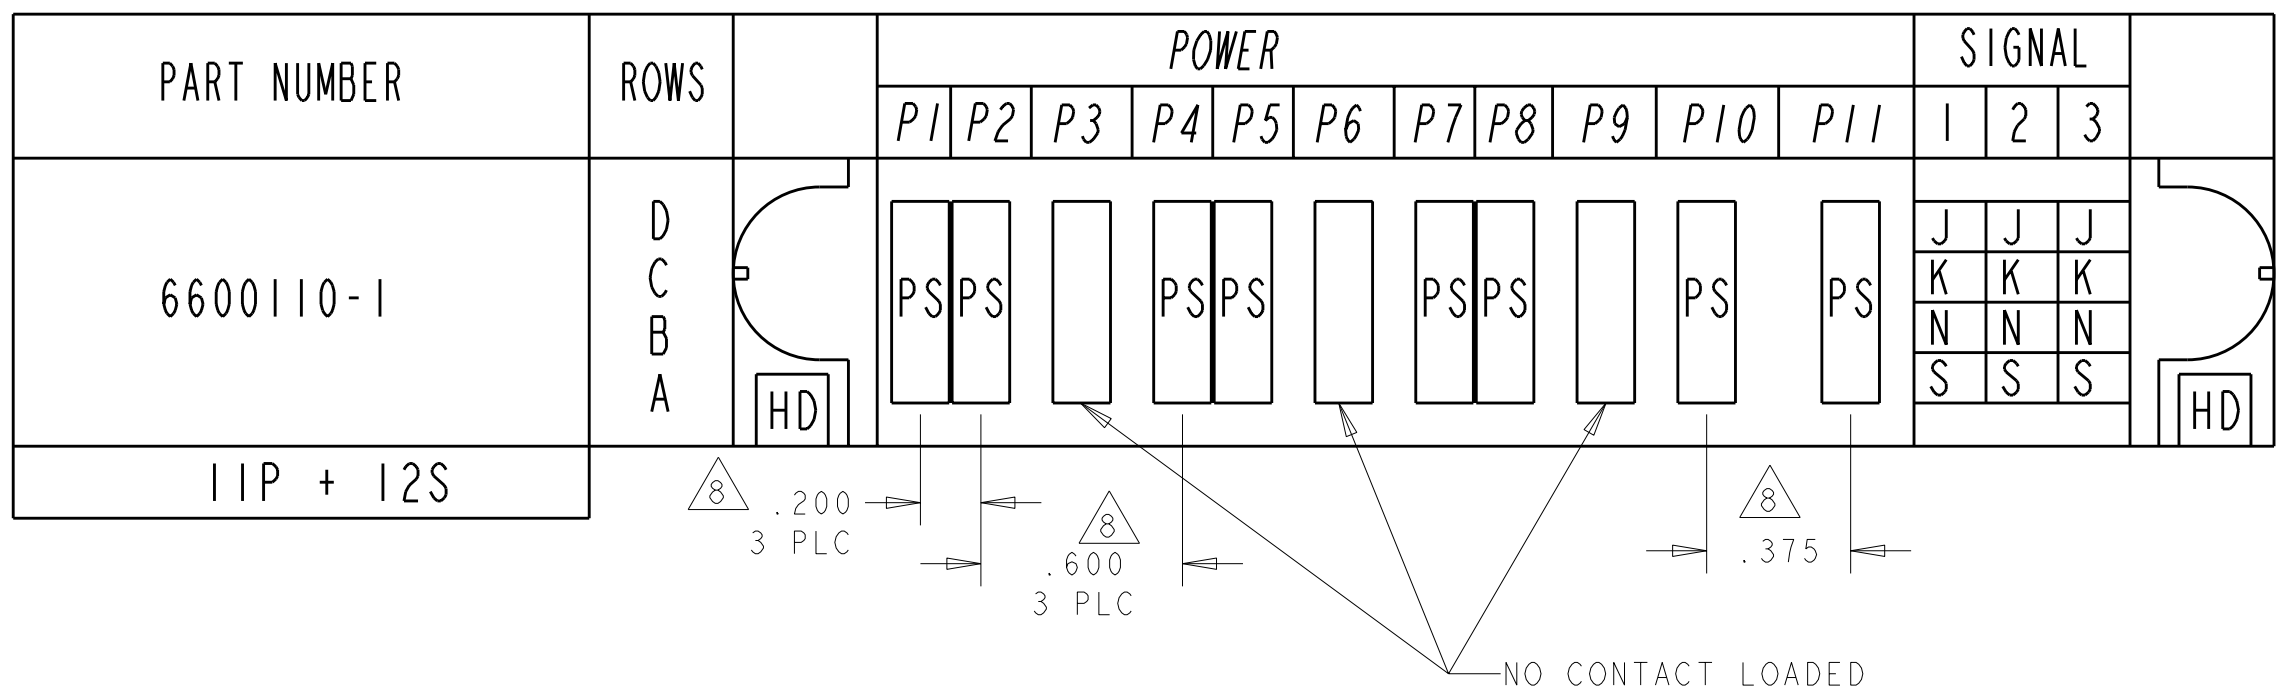 PART NUMBER ROWS POWER SIGNAL
P1 P2 P3 P4 P5 P6 P7 P8 P9 P10 P11 1 2 3
D
C
B
A
6600110-1
PS PS PS PS PS PS PS PS
J J J
K K K
N N N
S S S
HD HD
11P + 12S
8 .200
3 PLC
8
.600
3 PLC
8
.375
NO CONTACT LOADED